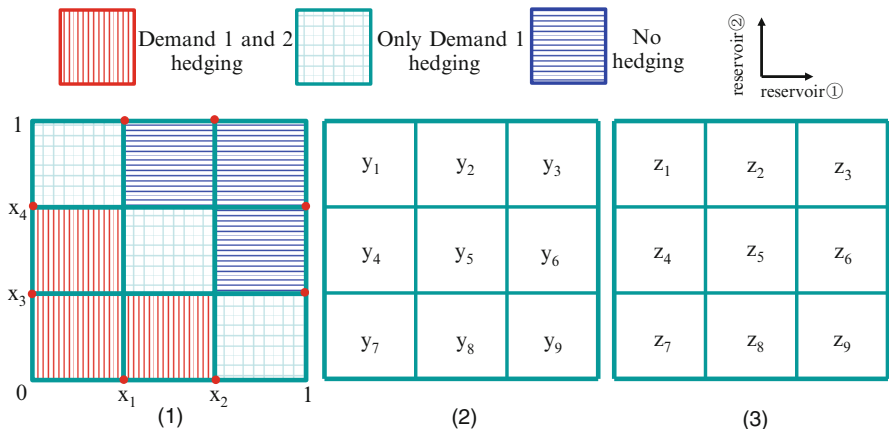 Demand 1 and 2
hedging
Only Demand 1
hedging
No
hedging
reservoir②
reservoir①
1
x₄
x₃
0
x₁
x₂
1
(1)
y₁ y₂ y₃
y₄ y₅ y₆
y₇ y₈ y₉
(2)
z₁ z₂ z₃
z₄ z₅ z₆
z₇ z₈ z₉
(3)